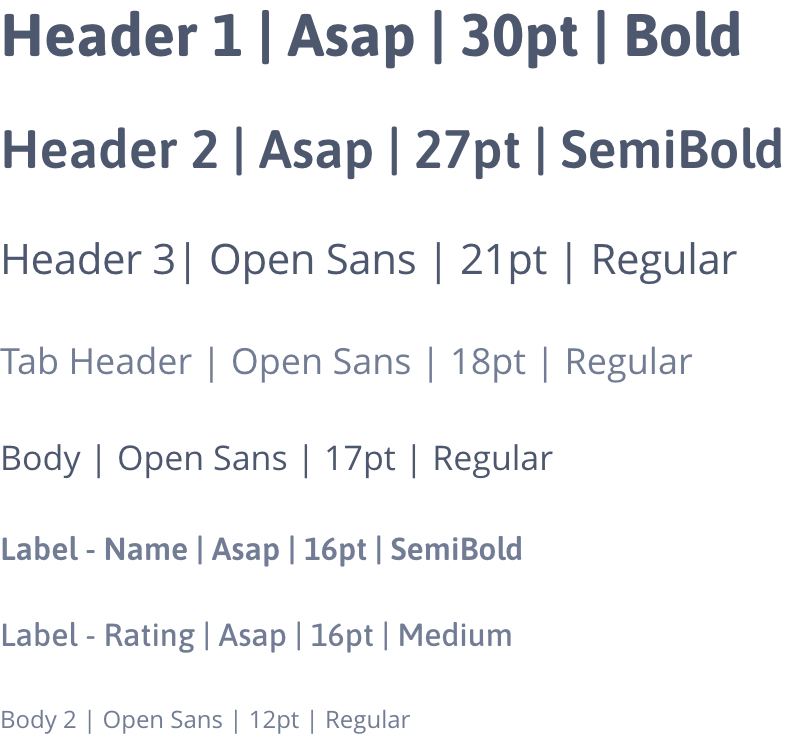 Header 1 | Asap | 30pt | Bold
Header 2 | Asap | 27pt | SemiBold
Header 3| Open Sans | 21pt | Regular
Tab Header | Open Sans | 18pt | Regular
Body | Open Sans | 17pt | Regular
Label - Name | Asap | 16pt | SemiBold
Label - Rating | Asap | 16pt | Medium
Body 2 | Open Sans | 12pt | Regular